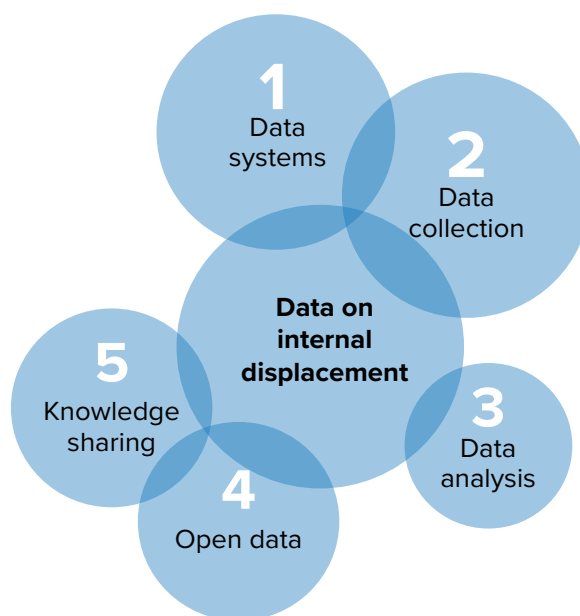 1
Data
systems
2
Data
collection
Data on
internal
displacement
3
Data
analysis
4
Open data
5
Knowledge
sharing